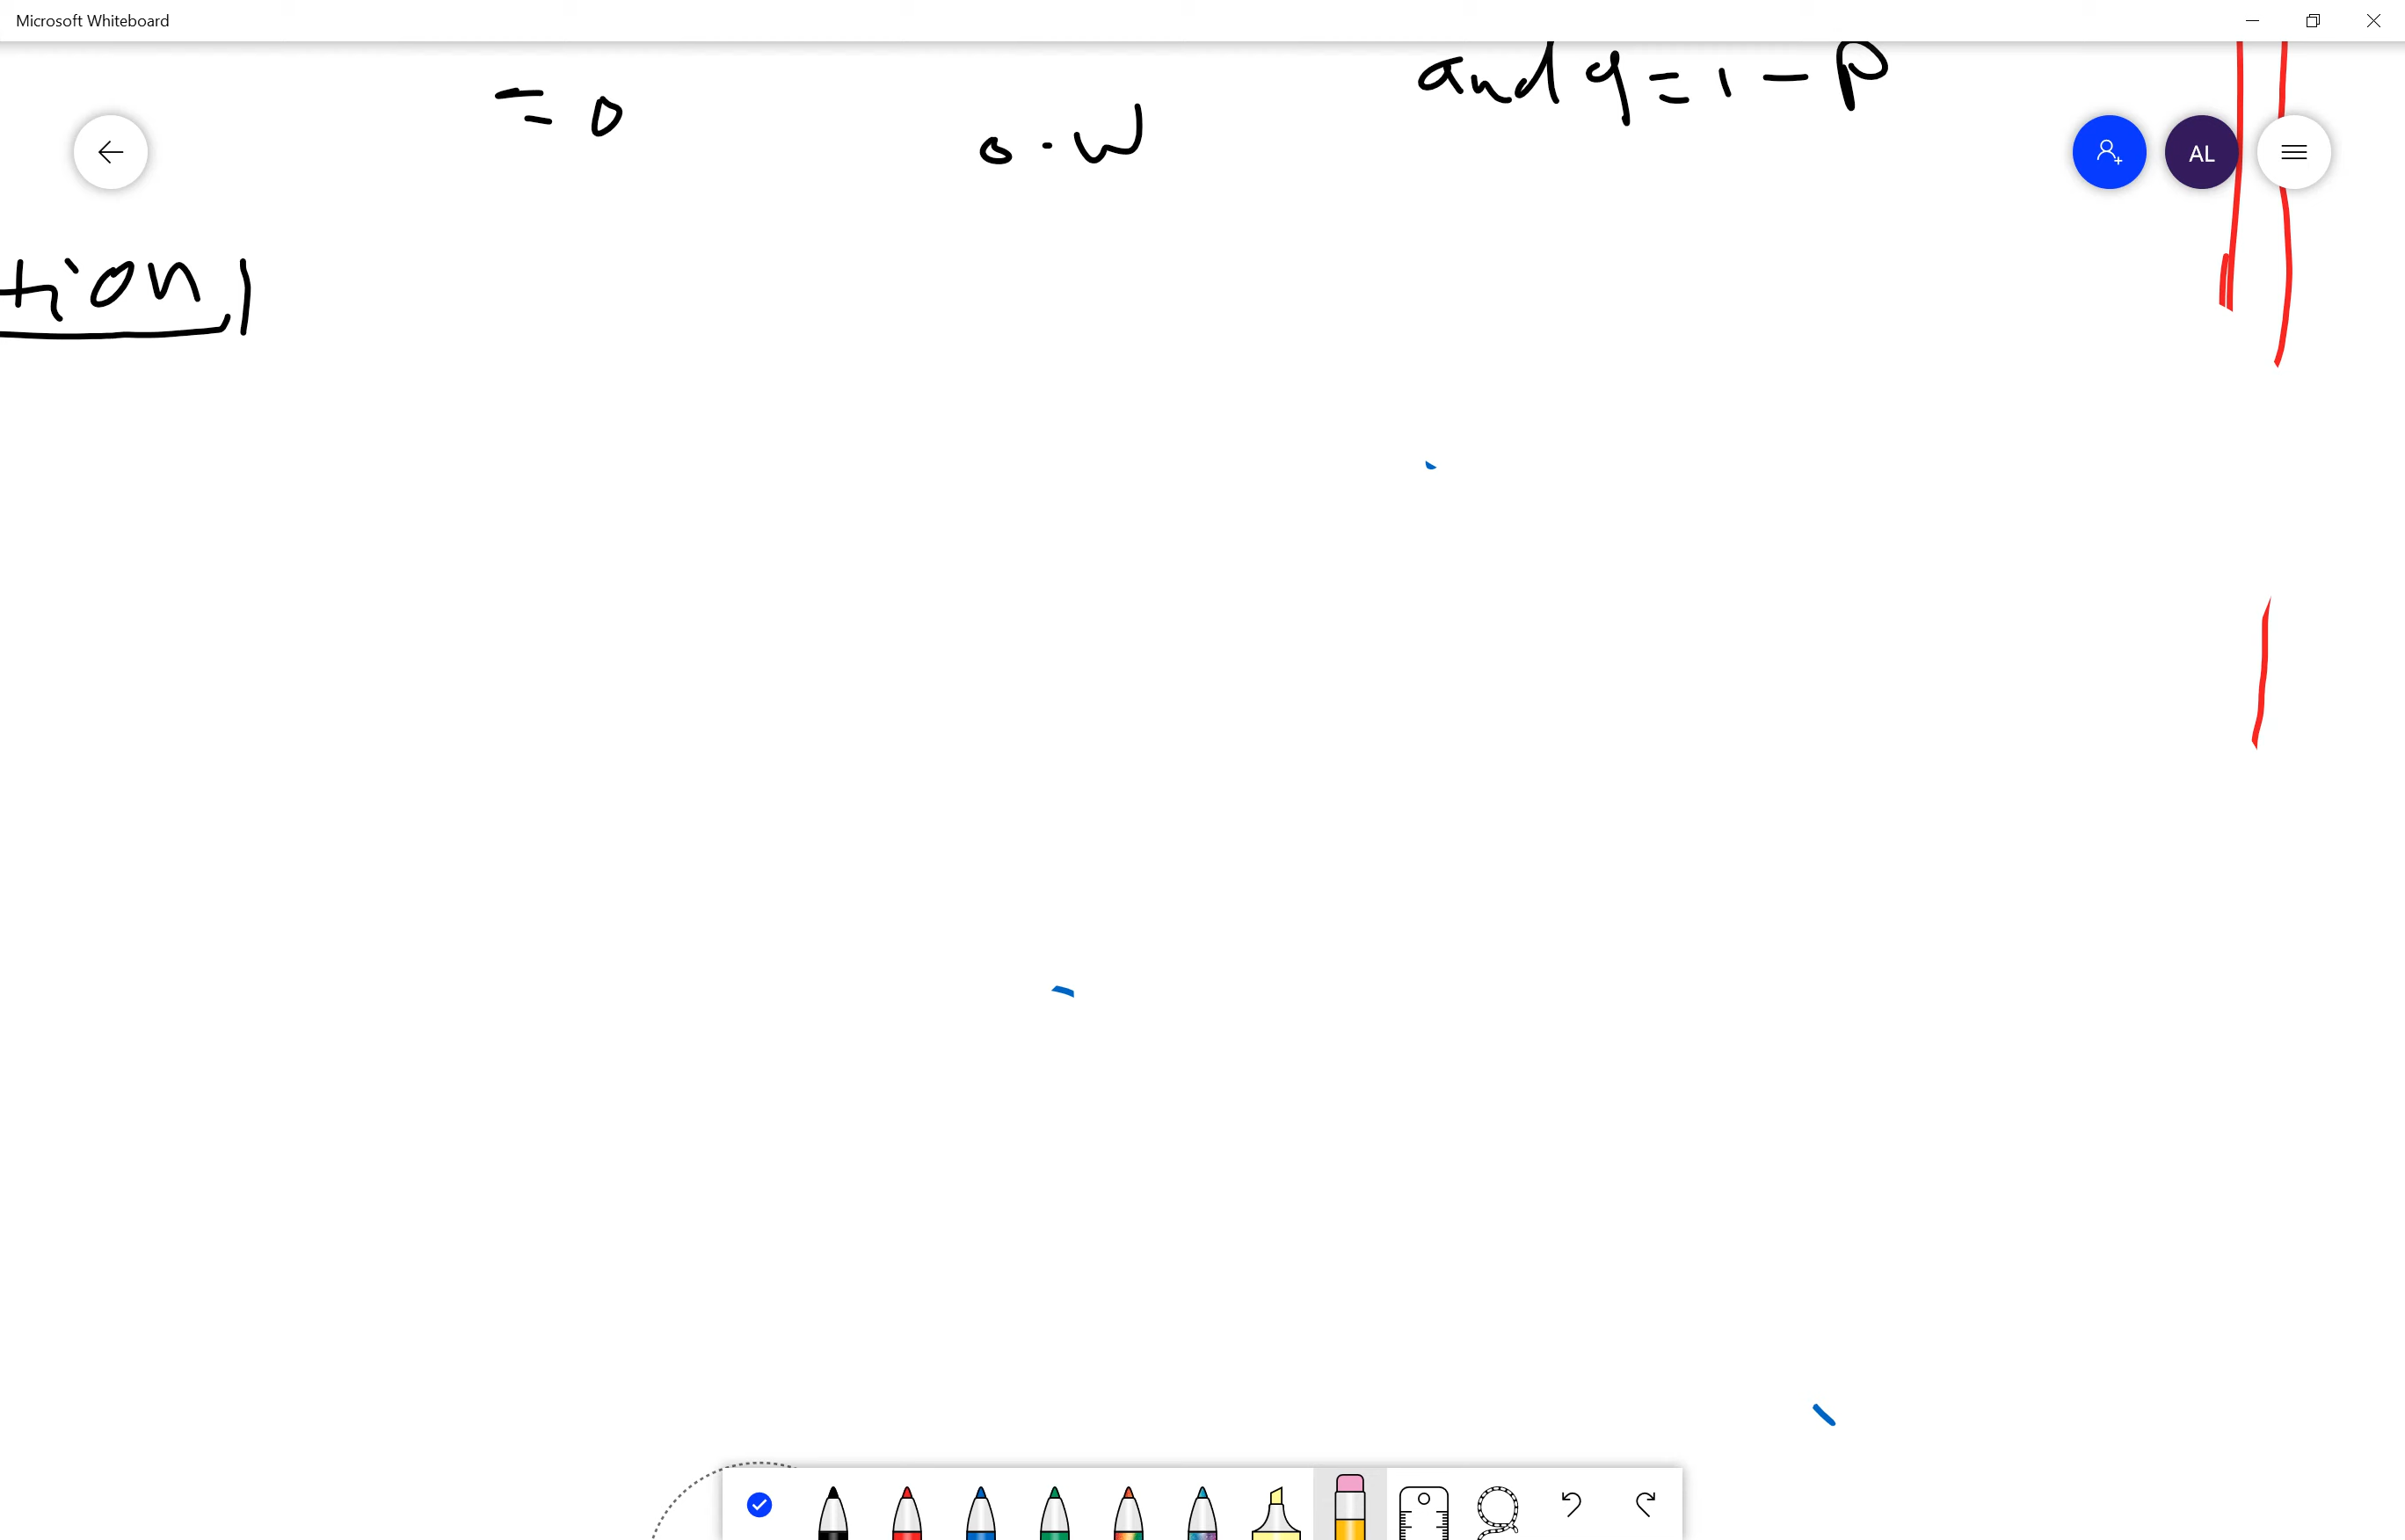 Microsoft Whiteboard
and q = 1 - p
= 0
o.w
AL
tion